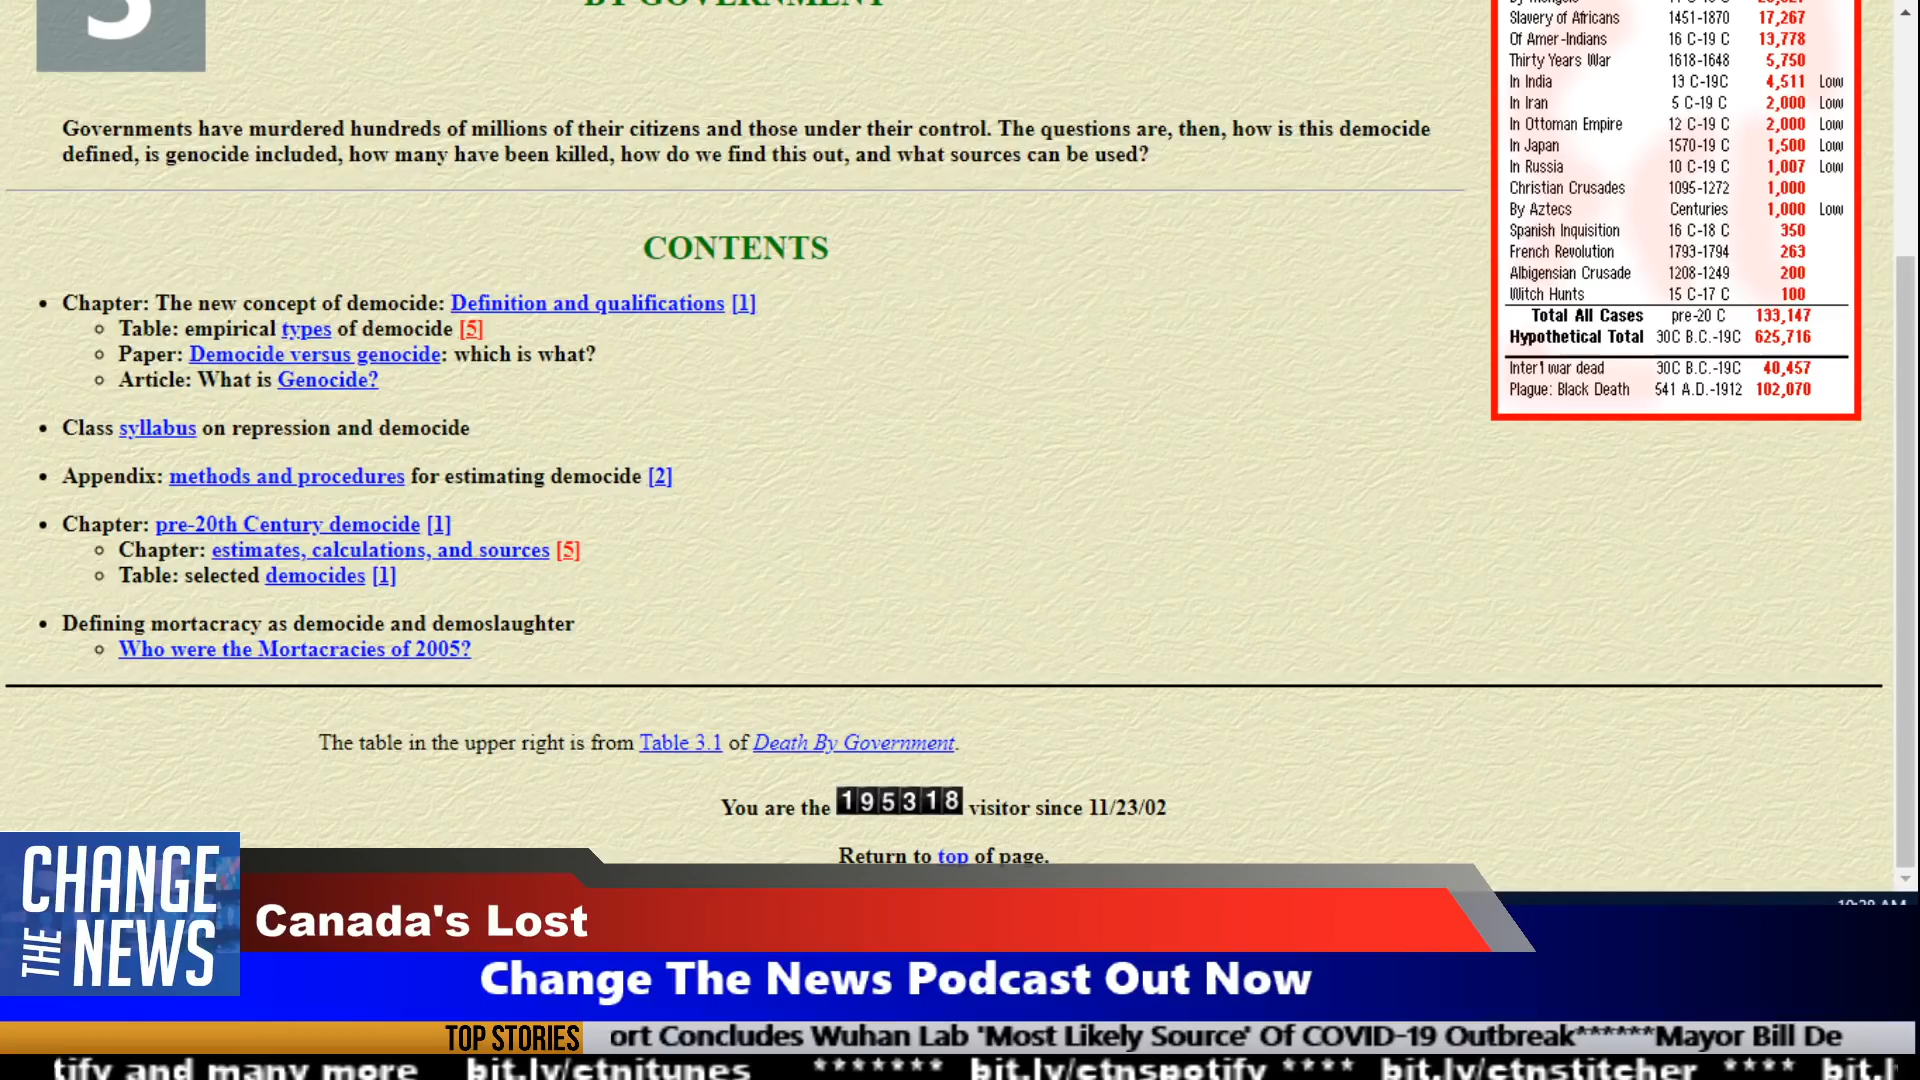 BY GOVERNMENT
Governments have murdered hundreds of millions of their citizens and those under their control. The questions are, then, how is this democide
defined, is genocide included, how many have been killed, how do we find this out, and what sources can be used?
CONTENTS
• Chapter: The new concept of democide: Definition and qualifications [1]
○ Table: empirical types of democide [5]
○ Paper: Democide versus genocide: which is what?
○ Article: What is Genocide?
• Class syllabus on repression and democide
• Appendix: methods and procedures for estimating democide [2]
• Chapter: pre-20th Century democide [1]
○ Chapter: estimates, calculations, and sources [5]
○ Table: selected democides [1]
• Defining mortacracy as democide and demoslaughter
○ Who were the Mortacracies of 2005?
Slavery of Africans 1451-1870 17,267
Of Amer-Indians 16 C-19 C 13,778
Thirty Years War 1618-1648 5,750
In India 13 C-19C 4,511 Low
In Iran 5 C-19 C 2,000 Low
In Ottoman Empire 12 C-19 C 2,000 Low
In Japan 1570-19 C 1,500 Low
In Russia 10 C-19 C 1,007 Low
Christian Crusades 1095-1272 1,000
By Aztecs Centuries 1,000 Low
Spanish Inquisition 16 C-18 C 350
French Revolution 1793-1794 263
Albigensian Crusade 1208-1249 200
Witch Hunts 15 C-17 C 100
Total All Cases pre-20 C 133,147
Hypothetical Total 30C B.C.-19C 625,716
Inter'l war dead 30C B.C.-19C 40,457
Plague: Black Death 541 A.D.-1912 102,070
The table in the upper right is from Table 3.1 of Death By Government.
You are the 195318 visitor since 11/23/02
Return to top of page.
CHANGE
THE NEWS
Canada's Lost
Change The News Podcast Out Now
TOP STORIES ort Concludes Wuhan Lab 'Most Likely Source' Of COVID-19 Outbreak******Mayor Bill De
tify and many more bit.ly/ctnitunes ******* bit.ly/ctnspotify **** bit.ly/ctnstitcher **** bit.l